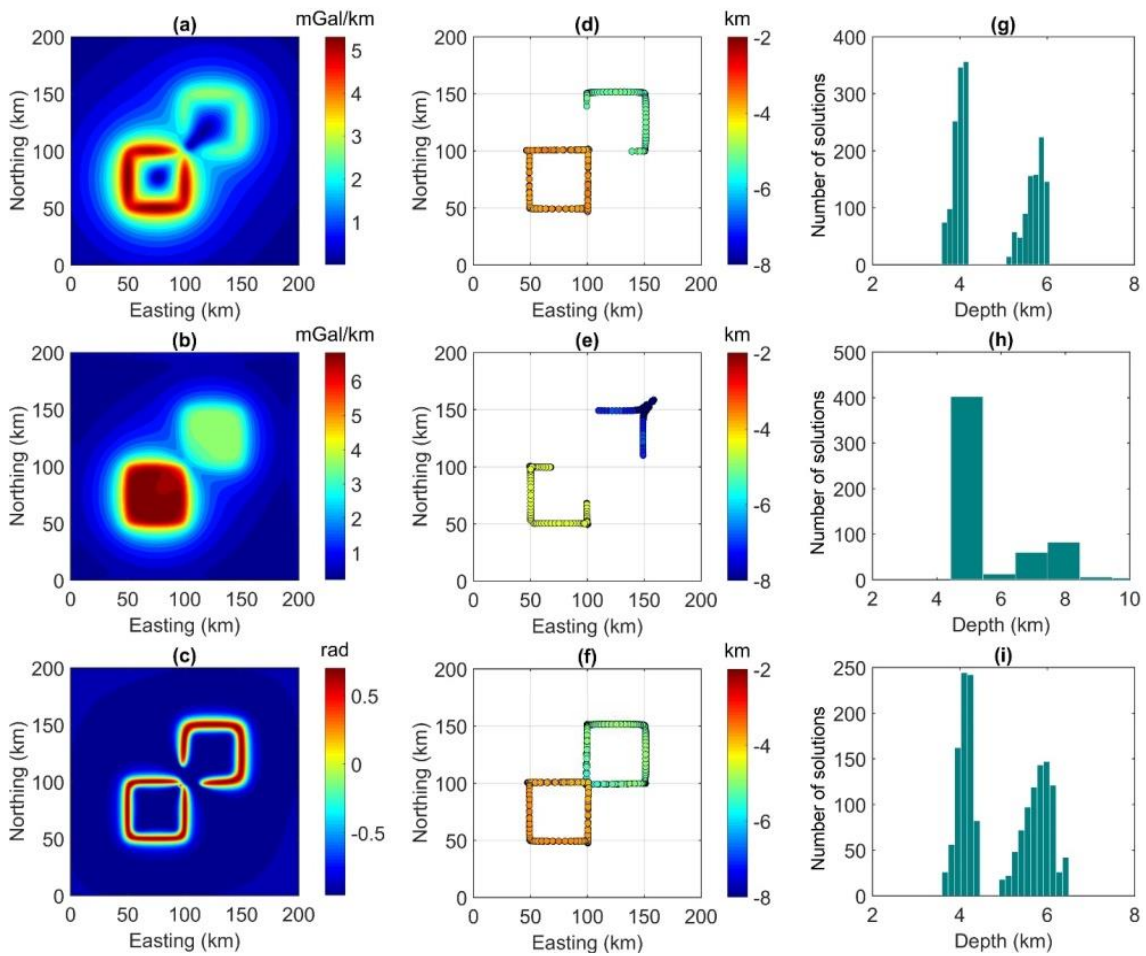 (a)
mGal/km
200
150
100
50
0
Northing (km)
0 50 100 150 200
Easting (km)
5
4
3
2
1
(d)
km
200
150
100
50
0
Northing (km)
0 50 100 150 200
Easting (km)
-2
-4
-6
-8
(g)
400
300
200
100
0
Number of solutions
2 4 6 8
Depth (km)
(b)
mGal/km
200
150
100
50
0
Northing (km)
0 50 100 150 200
Easting (km)
6
5
4
3
2
1
(e)
km
200
150
100
50
0
Northing (km)
0 50 100 150 200
Easting (km)
-2
-4
-6
-8
(h)
500
400
300
200
100
0
Number of solutions
2 4 6 8 10
Depth (km)
(c)
rad
200
150
100
50
0
Northing (km)
0 50 100 150 200
Easting (km)
0.5
0
-0.5
(f)
km
200
150
100
50
0
Northing (km)
0 50 100 150 200
Easting (km)
-2
-4
-6
-8
(i)
250
200
150
100
50
0
Number of solutions
2 4 6 8
Depth (km)